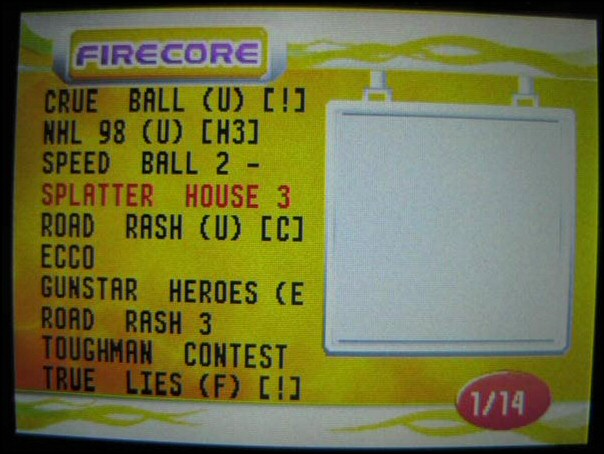 FIRECORE
CRUE BALL (U) [!]
NHL 98 (U) [H3]
SPEED BALL 2 -
SPLATTER HOUSE 3
ROAD RASH (U) [C]
ECCO
GUNSTAR HEROES (E
ROAD RASH 3
TOUGHMAN CONTEST
TRUE LIES (F) [!]
1/14